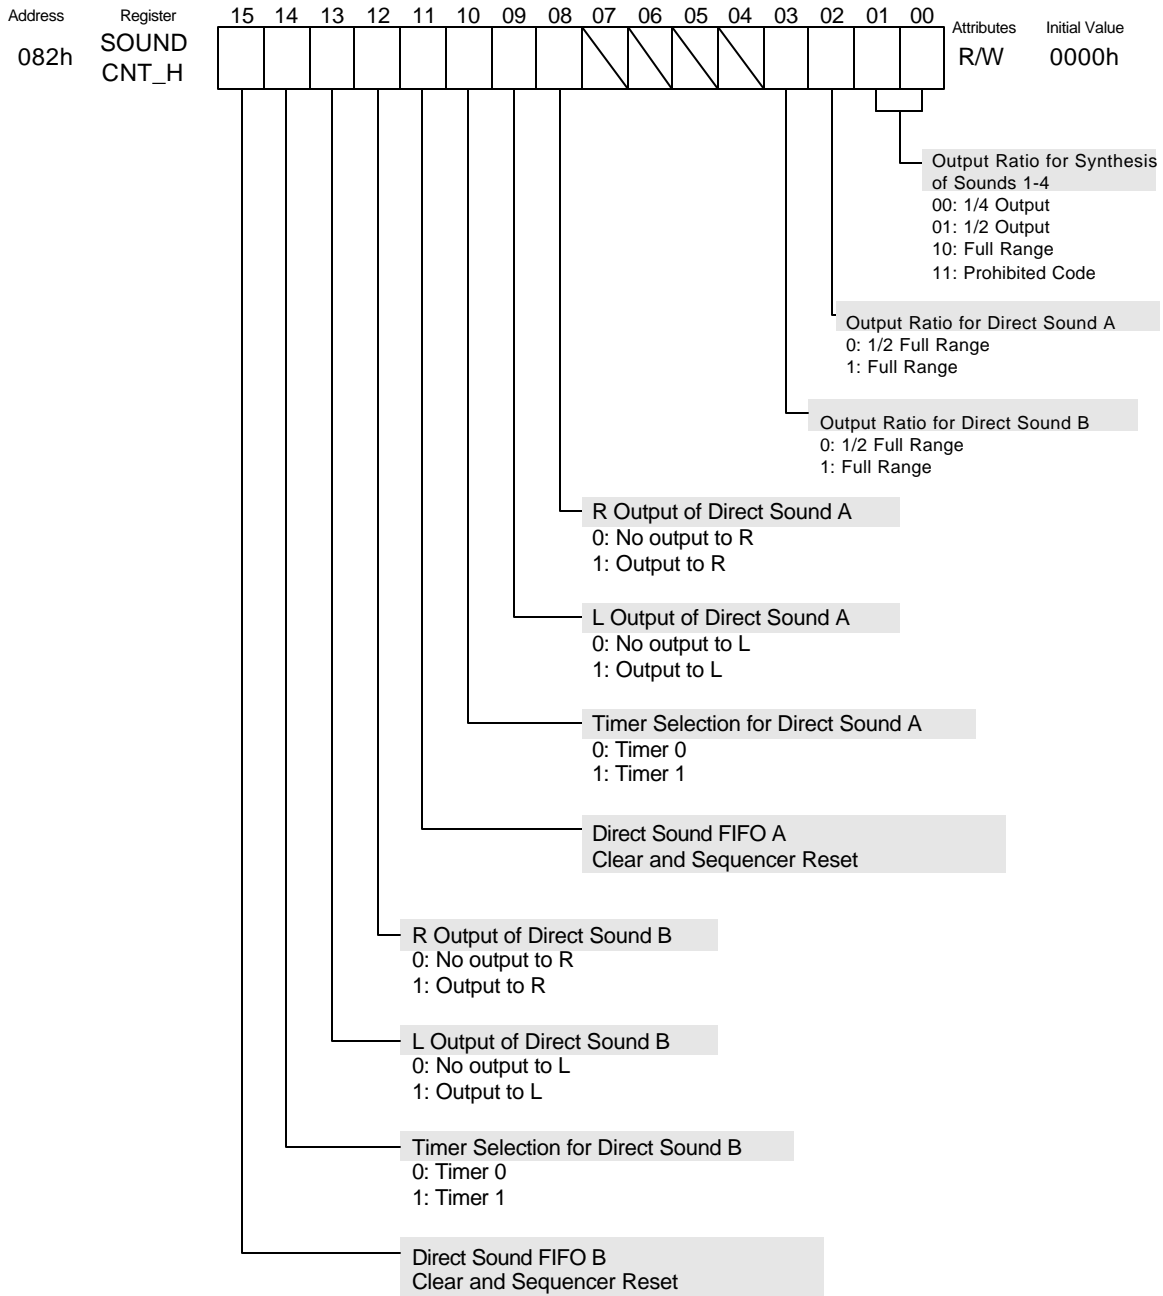 Address Register 15 14 13 12 11 10 09 08 07 06 05 04 03 02 01 00 Attributes Initial Value
082h SOUND CNT_H R/W 0000h
Output Ratio for Synthesis
of Sounds 1-4
00: 1/4 Output
01: 1/2 Output
10: Full Range
11: Prohibited Code
Output Ratio for Direct Sound A
0: 1/2 Full Range
1: Full Range
Output Ratio for Direct Sound B
0: 1/2 Full Range
1: Full Range
R Output of Direct Sound A
0: No output to R
1: Output to R
L Output of Direct Sound A
0: No output to L
1: Output to L
Timer Selection for Direct Sound A
0: Timer 0
1: Timer 1
Direct Sound FIFO A
Clear and Sequencer Reset
R Output of Direct Sound B
0: No output to R
1: Output to R
L Output of Direct Sound B
0: No output to L
1: Output to L
Timer Selection for Direct Sound B
0: Timer 0
1: Timer 1
Direct Sound FIFO B
Clear and Sequencer Reset